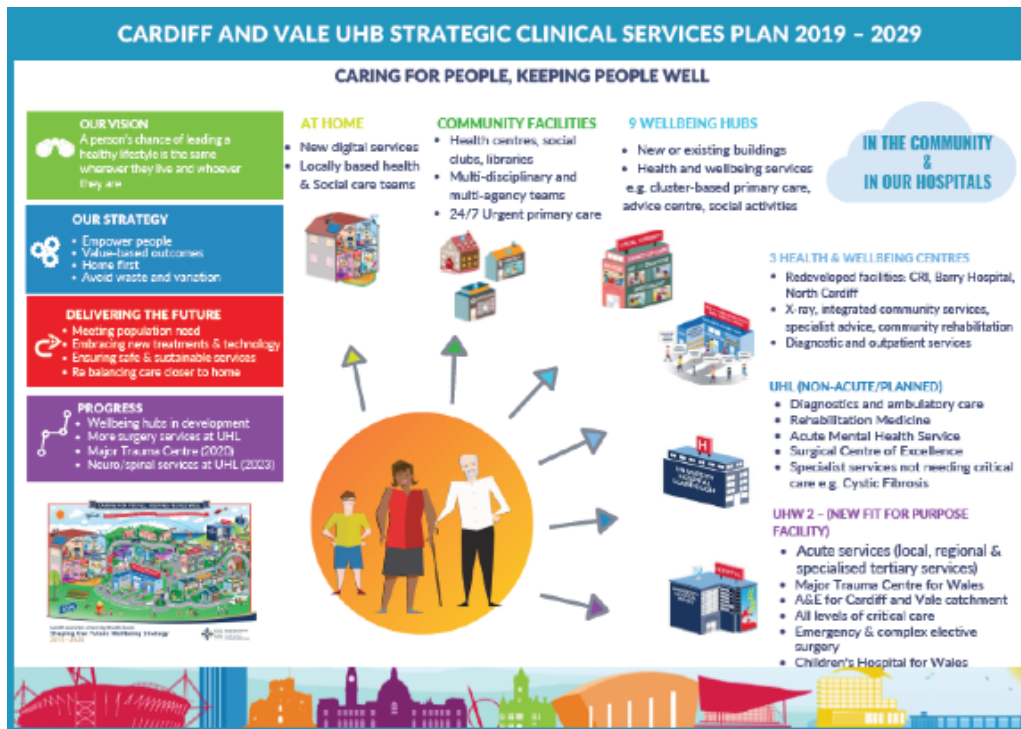 CARDIFF AND VALE UHB STRATEGIC CLINICAL SERVICES PLAN 2019 – 2029
CARING FOR PEOPLE, KEEPING PEOPLE WELL
OUR VISION
A person's chance of leading a
healthy lifestyle is the same
wherever they live and whoever
they are
OUR STRATEGY
• Empower people
• Value-based outcomes
• Home first
• Avoid waste and variation
DELIVERING THE FUTURE
• Meeting population need
• Embracing new treatments & technology
• Ensuring safe & sustainable services
• Re balancing care closer to home
PROGRESS
• Wellbeing hubs in development
• More surgery services at UHL
• Major Trauma Centre (2020)
• Neuro/spinal services at UHL (2023)
CARING FOR PEOPLE, KEEPING PEOPLE WELL
Shaping Our Future Wellbeing Strategy
AT HOME
• New digital services
• Locally based health
& Social care teams
COMMUNITY FACILITIES
• Health centres, social
clubs, libraries
• Multi-disciplinary and
multi-agency teams
• 24/7 Urgent primary care
9 WELLBEING HUBS
• New or existing buildings
• Health and wellbeing services
e.g. cluster-based primary care,
advice centre, social activities
IN THE COMMUNITY
&
IN OUR HOSPITALS
3 HEALTH & WELLBEING CENTRES
• Redeveloped facilities: CRI, Barry Hospital,
North Cardiff
• X-ray, integrated community services,
specialist advice, community rehabilitation
• Diagnostic and outpatient services
UHL (NON-ACUTE/PLANNED)
• Diagnostics and ambulatory care
• Rehabilitation Medicine
• Acute Mental Health Service
• Surgical Centre of Excellence
• Specialist services not needing critical
care e.g. Cystic Fibrosis
H
UNIVERSITY
HOSPITAL
LLANDOUGH
UHW 2 – (NEW FIT FOR PURPOSE
FACILITY)
• Acute services (local, regional &
specialised tertiary services)
• Major Trauma Centre for Wales
• A&E for Cardiff and Vale catchment
• All levels of critical care
• Emergency & complex elective
surgery
• Children's Hospital for Wales
HOSPITAL